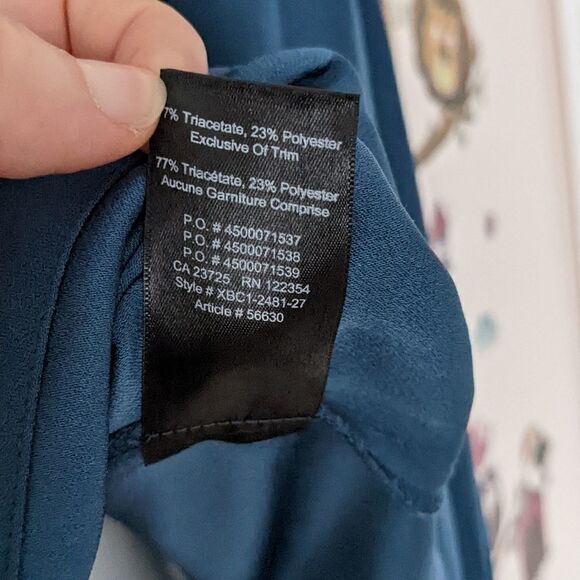 7% Triacetate, 23% Polyester
Exclusive Of Trim
77% Triacétate, 23% Polyester
Aucune Garniture Comprise
P.O. # 4500071537
P.O. # 4500071538
P.O. # 4500071539
CA 23725 RN 122354
Style # XBC1-2481-27
Article # 56630